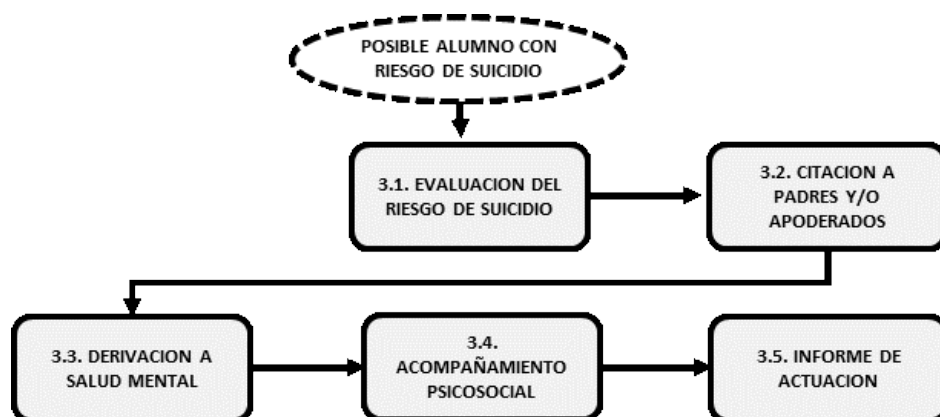 POSIBLE ALUMNO CON
RIESGO DE SUICIDIO
3.1. EVALUACION DEL
RIESGO DE SUICIDIO
3.2. CITACION A
PADRES Y/O
APODERADOS
3.3. DERIVACION A
SALUD MENTAL
3.4.
ACOMPAÑAMIENTO
PSICOSOCIAL
3.5. INFORME DE
ACTUACION